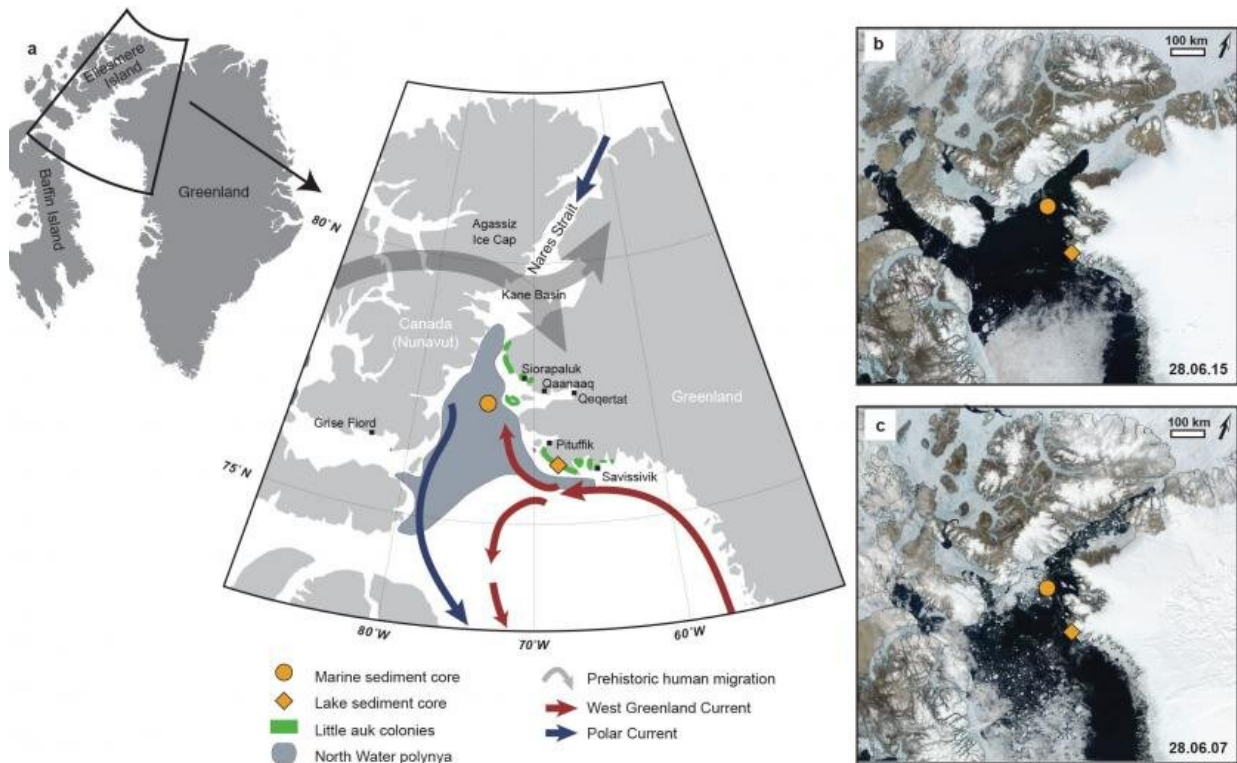 a
Ellesmere
Island
Baffin Island
Greenland
80°N
75°N
Agassiz
Ice Cap
Nares Strait
Kane Basin
Canada
(Nunavut)
Siorapaluk
Qaanaaq
Qeqertat
Greenland
Grise Fiord
Pituffik
Savissivik
80°W
70°W
60°W
Marine sediment core
Lake sediment core
Little auk colonies
North Water polynya
Prehistoric human migration
West Greenland Current
Polar Current
b
100 km
28.06.15
c
100 km
28.06.07